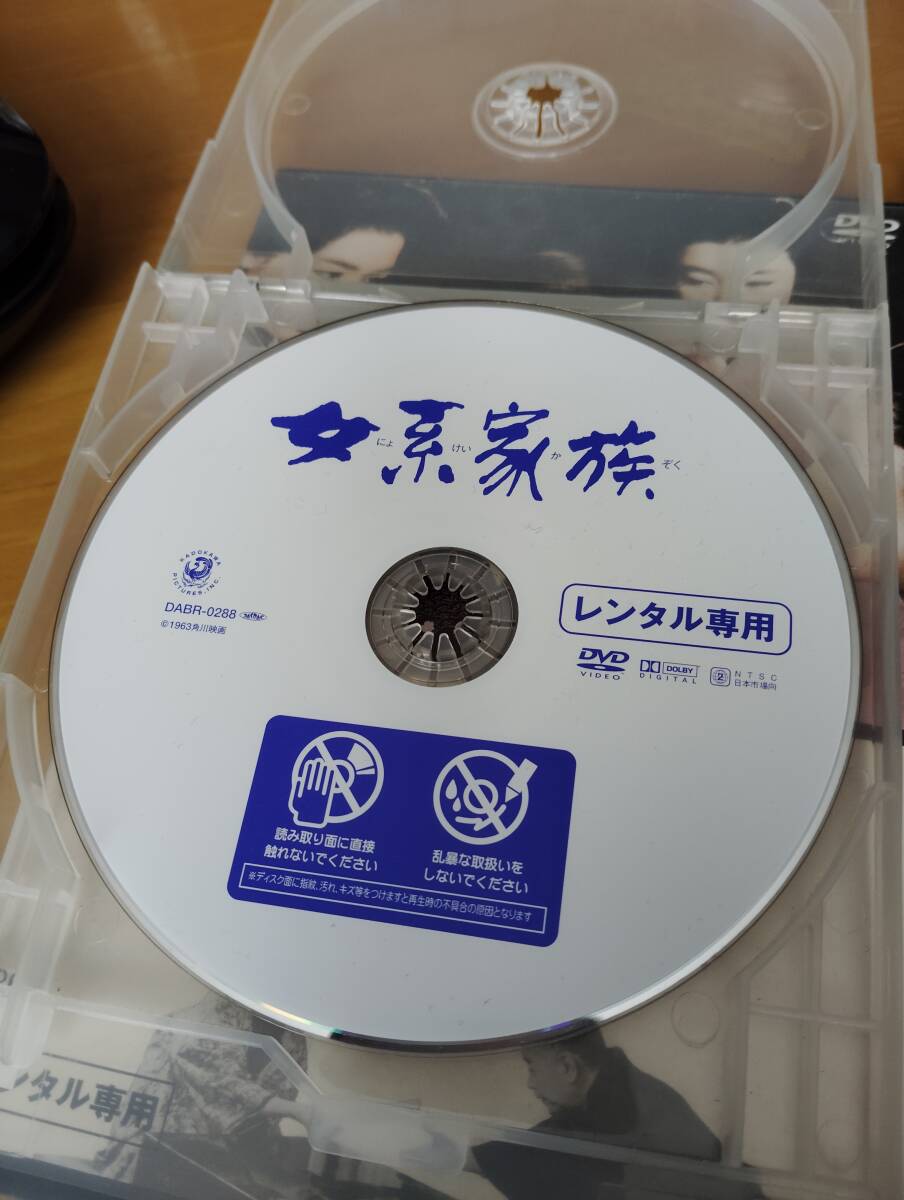 DVD
女系家族
にょ けい か ぞく
KADOKAWA PICTURES, INC.
DABR-0288
©1963角川映画
レンタル専用
DVD
VIDEO
DOLBY
DIGITAL
2
NTSC
日本市場向
読み取り面に直接
触れないでください
乱暴な取扱いを
しないでください
※ディスク面に指紋、汚れ、キズ等をつけますと再生時の不具合の原因となります
ンタル専用